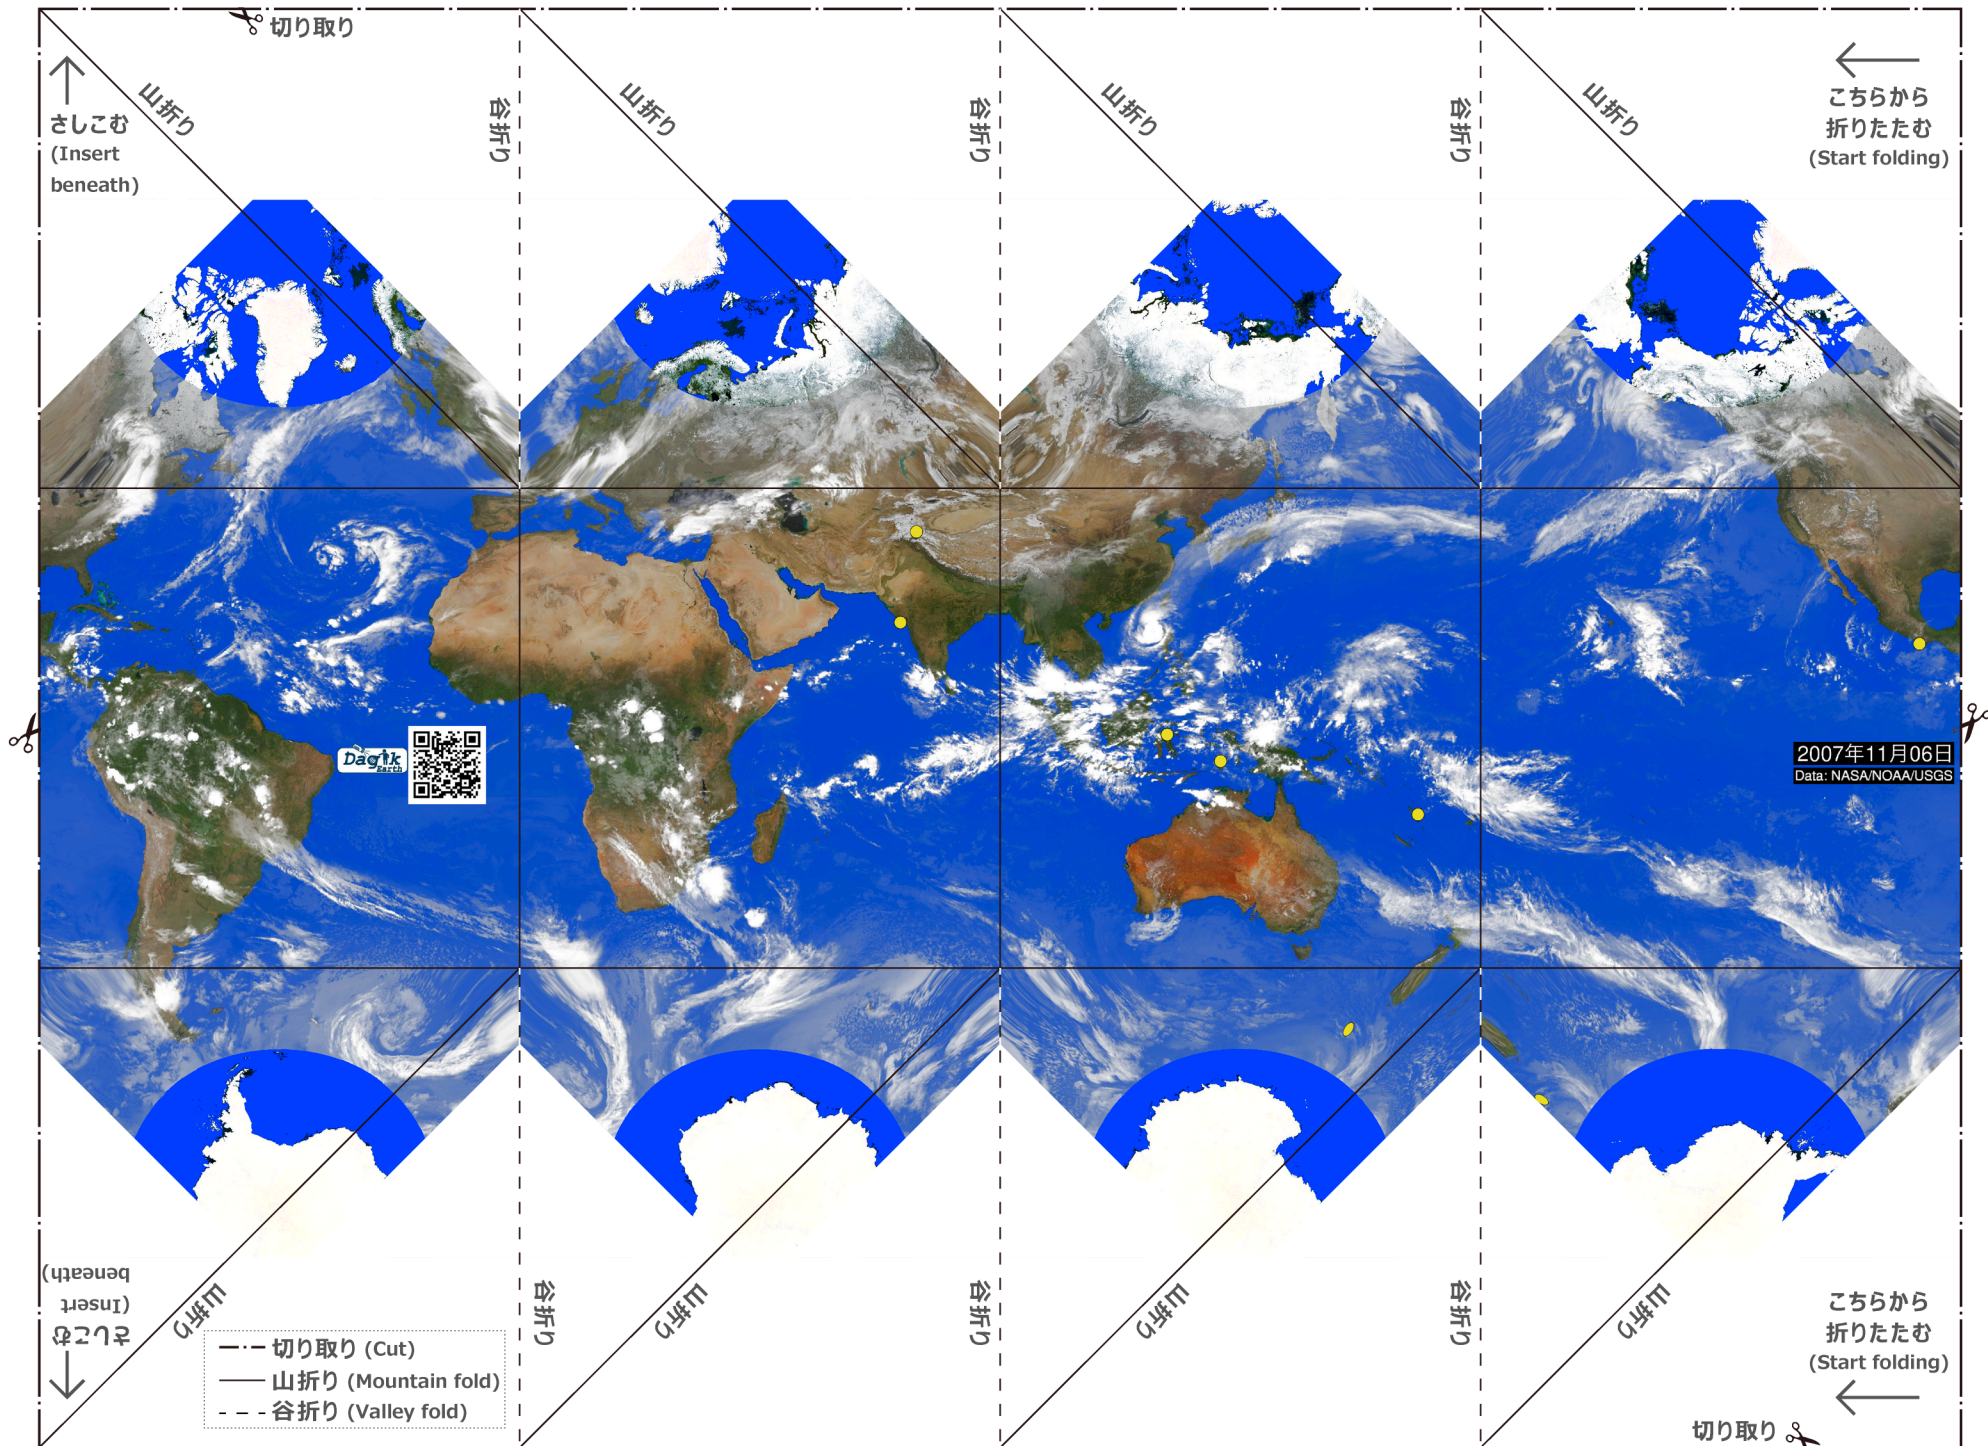 切り取り
さしこむ
(Insert
beneath)
山折り
谷折り
山折り
谷折り
山折り
谷折り
山折り
こちらから
折りたたむ
(Start folding)
Dagik
Earth
2007年11月06日
Data: NASA/NOAA/USGS
さしこむ
(Insert
beneath)
山折り
谷折り
山折り
谷折り
山折り
谷折り
山折り
こちらから
折りたたむ
(Start folding)
切り取り (Cut)
山折り (Mountain fold)
谷折り (Valley fold)
切り取り